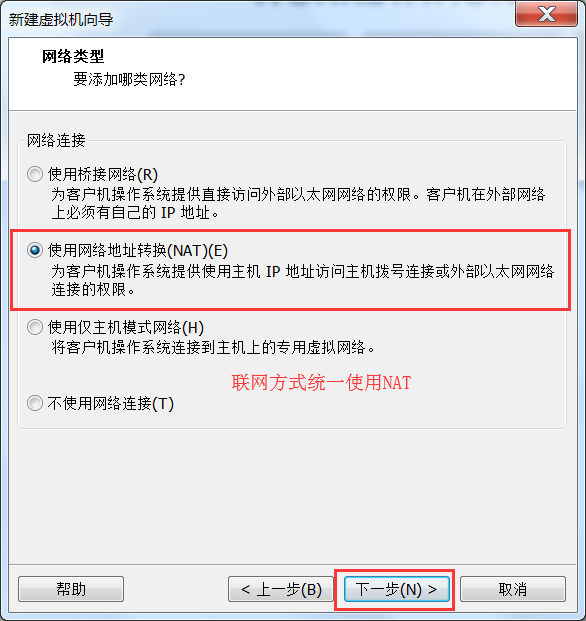 新建虚拟机向导
网络类型
要添加哪类网络?
网络连接
使用桥接网络(R)
为客户机操作系统提供直接访问外部以太网网络的权限。客户机在外部网络
上必须有自己的 IP 地址。
使用网络地址转换(NAT)(E)
为客户机操作系统提供使用主机 IP 地址访问主机拨号连接或外部以太网网络
连接的权限。
使用仅主机模式网络(H)
将客户机操作系统连接到主机上的专用虚拟网络。
联网方式统一使用NAT
不使用网络连接(T)
帮助
< 上一步(B)
下一步(N) >
取消